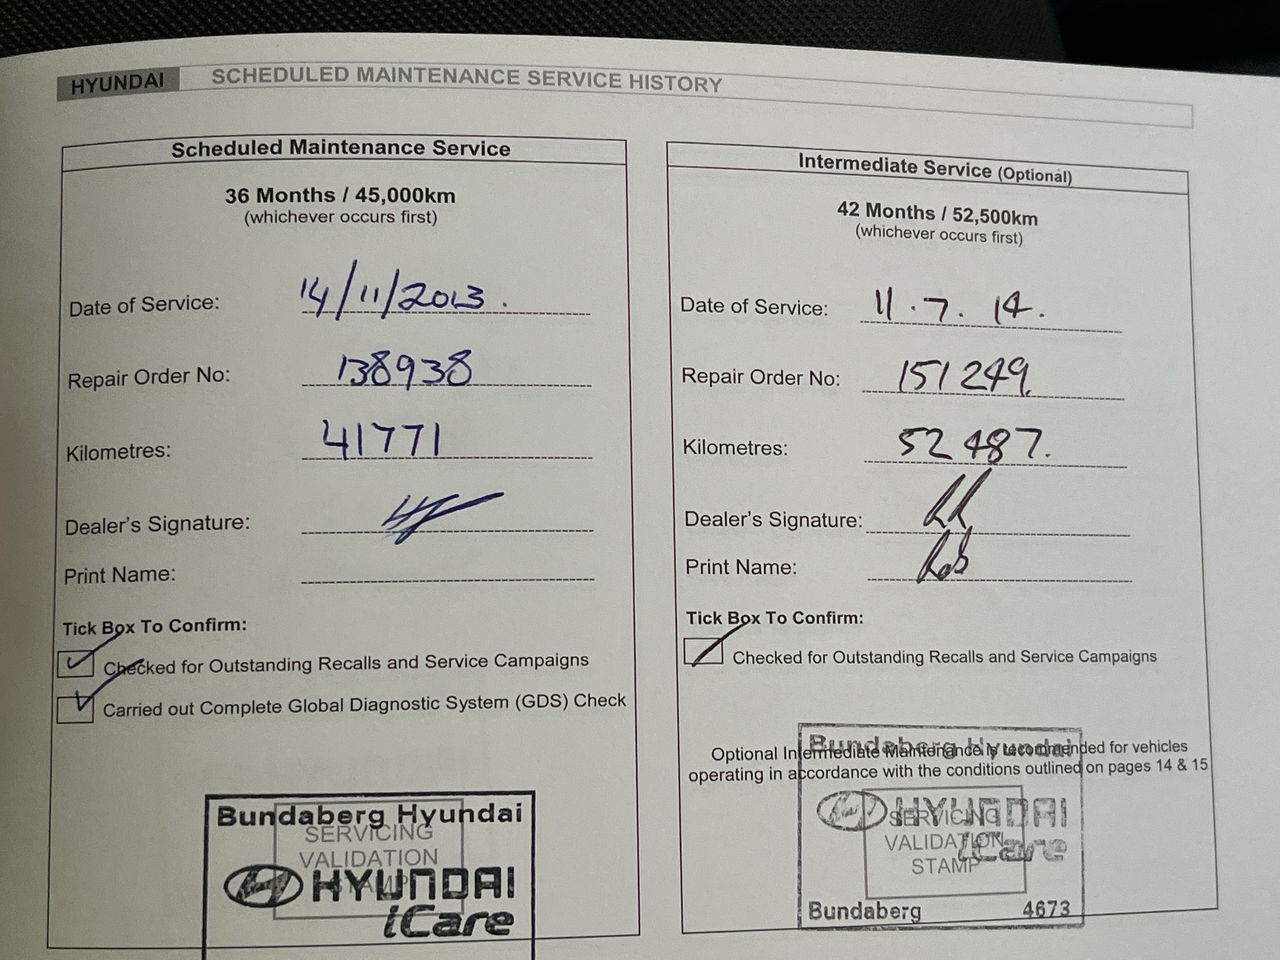 HYUNDAI SCHEDULED MAINTENANCE SERVICE HISTORY
Scheduled Maintenance Service
36 Months / 45,000km
(whichever occurs first)
Date of Service: 14/11/2013.
Repair Order No: 138938
Kilometres: 41771
Dealer's Signature:
Print Name:
Tick Box To Confirm:
Checked for Outstanding Recalls and Service Campaigns
Carried out Complete Global Diagnostic System (GDS) Check
Bundaberg Hyundai
SERVICING
VALIDATION
STAMP
HYUNDAI
iCare
Intermediate Service (Optional)
42 Months / 52,500km
(whichever occurs first)
Date of Service: 11.7.14.
Repair Order No: 151249
Kilometres: 52487.
Dealer's Signature:
Print Name: Rob
Tick Box To Confirm:
Checked for Outstanding Recalls and Service Campaigns
Bundaberg Hyundai
Optional Intermediate Maintenance is recommended for vehicles
operating in accordance with the conditions outlined on pages 14 & 15
HYUNDAI
SERVICING
VALIDATION
iCare
STAMP
Bundaberg 4673